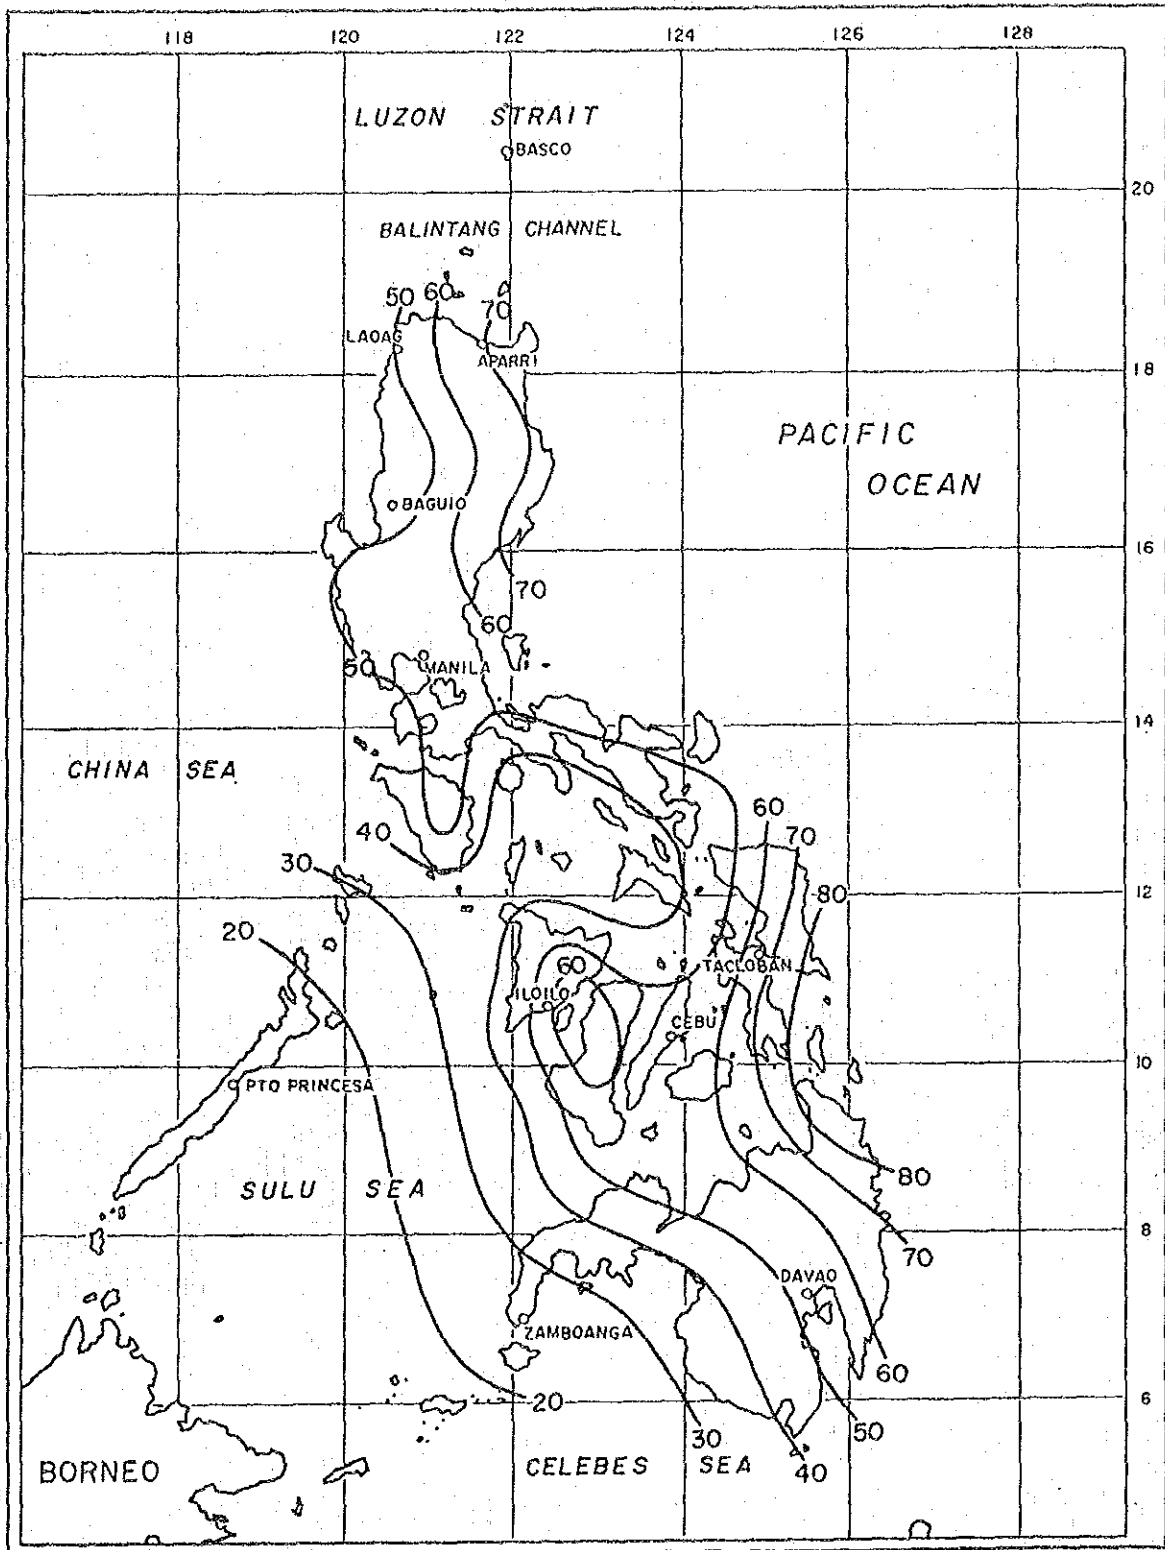 118 120 122 124 126 128
LUZON STRAIT
BASCO
20
BALINTANG CHANNEL
50 60 70
LAOAG
APARRI
18
PACIFIC
OCEAN
BAGUIO
16
70
60
50
MANILA
14
CHINA SEA
60
40
70
30
12
80
20
TACLOBAN
60
ILOILO
CEBU
10
PTO PRINCESA
80
SULU SEA
8
70
DAVAO
ZAMBOANGA
60
20
6
50
30
BORNEO
CELEBES SEA
40